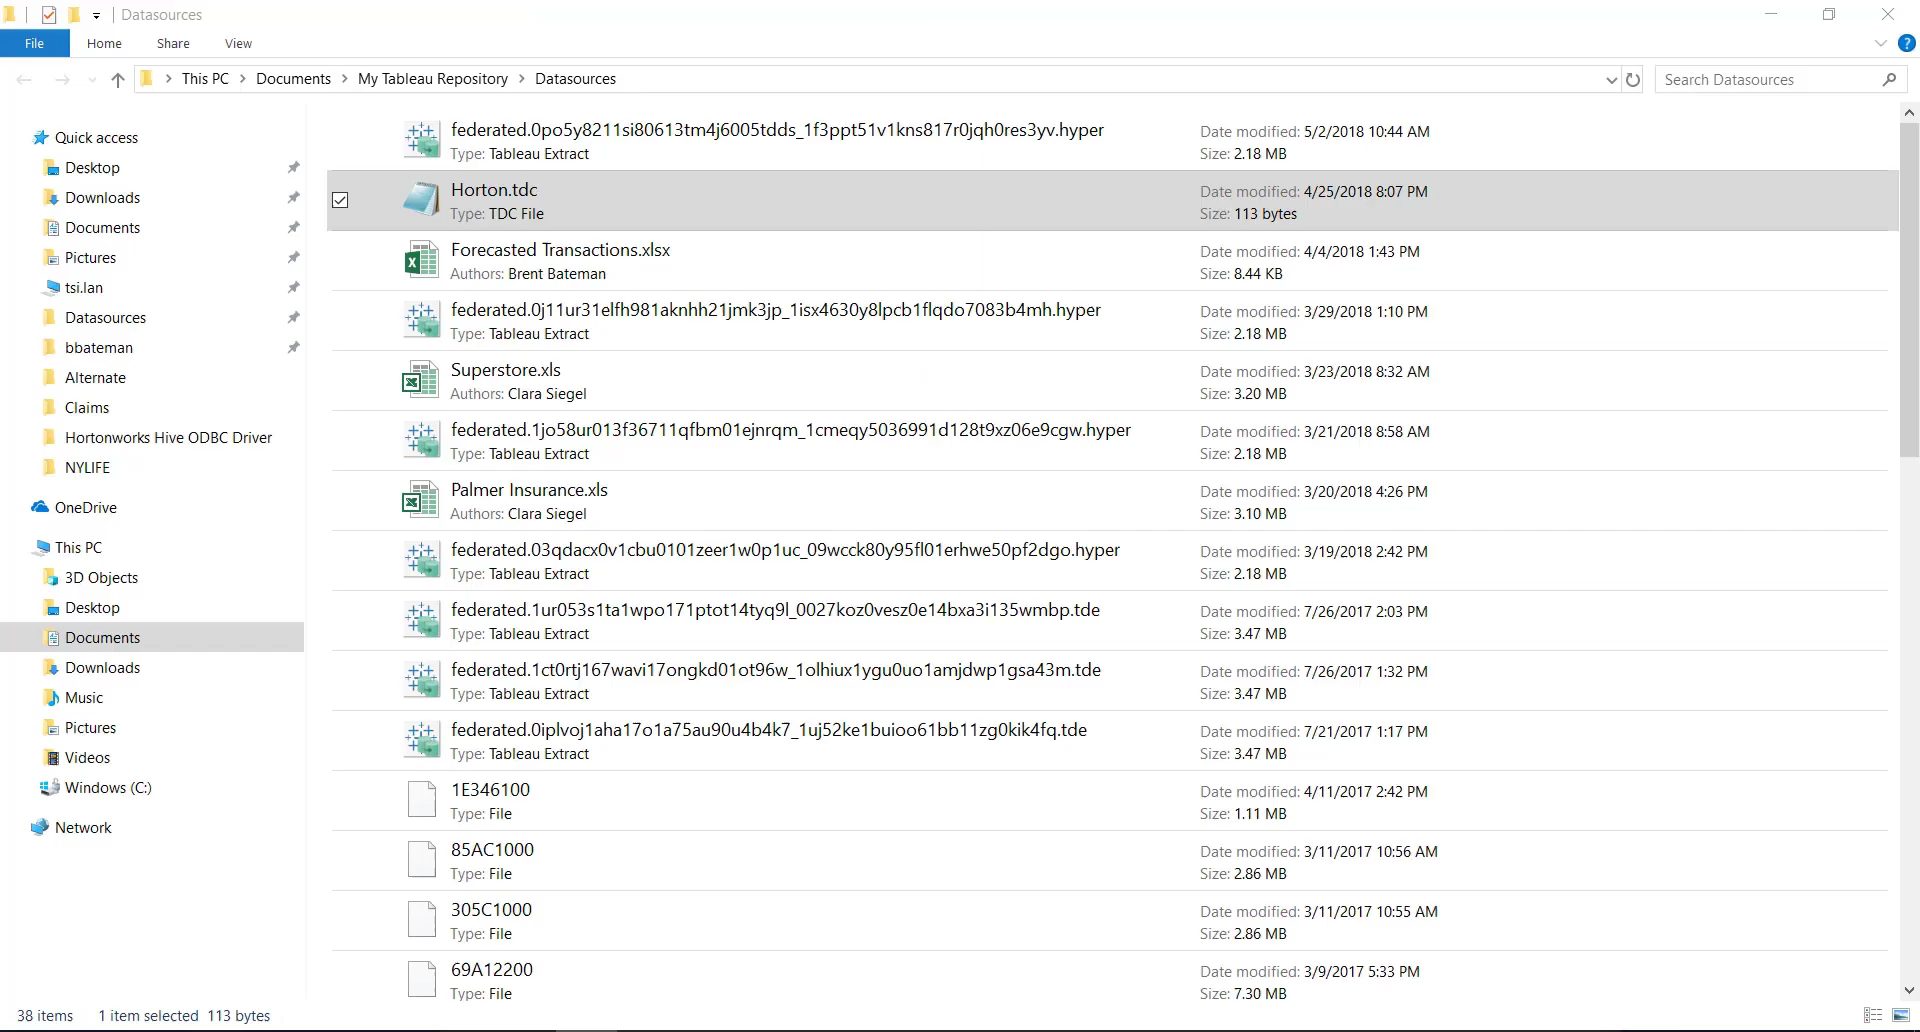 Datasources
File Home Share View
This PC Documents My Tableau Repository Datasources
Search Datasources
Quick access
Desktop
Downloads
Documents
Pictures
tsi.lan
Datasources
bbateman
Alternate
Claims
Hortonworks Hive ODBC Driver
NYLIFE
OneDrive
This PC
3D Objects
Desktop
Documents
Downloads
Music
Pictures
Videos
Windows (C:)
Network
federated.0po5y8211si80613tm4j6005tdds_1f3ppt51v1kns817r0jqh0res3yv.hyper Date modified: 5/2/2018 10:44 AM
Type: Tableau Extract Size: 2.18 MB
Horton.tdc Date modified: 4/25/2018 8:07 PM
Type: TDC File Size: 113 bytes
Forecasted Transactions.xlsx Date modified: 4/4/2018 1:43 PM
Authors: Brent Bateman Size: 8.44 KB
federated.0j11ur31elfh981aknhh21jmk3jp_1isx4630y8lpcb1flqdo7083b4mh.hyper Date modified: 3/29/2018 1:10 PM
Type: Tableau Extract Size: 2.18 MB
Superstore.xls Date modified: 3/23/2018 8:32 AM
Authors: Clara Siegel Size: 3.20 MB
federated.1jo58ur013f36711qfbm01ejnrqm_1cmeqy5036991d128t9xz06e9cgw.hyper Date modified: 3/21/2018 8:58 AM
Type: Tableau Extract Size: 2.18 MB
Palmer Insurance.xls Date modified: 3/20/2018 4:26 PM
Authors: Clara Siegel Size: 3.10 MB
federated.03qdacx0v1cbu0101zeer1w0p1uc_09wcck80y95fl01erhwe50pf2dgo.hyper Date modified: 3/19/2018 2:42 PM
Type: Tableau Extract Size: 2.18 MB
federated.1ur053s1ta1wpo171ptot14tyq9l_0027koz0vesz0e14bxa3i135wmbp.tde Date modified: 7/26/2017 2:03 PM
Type: Tableau Extract Size: 3.47 MB
federated.1ct0rtj167wavi17ongkd01ot96w_1olhiux1ygu0uo1amjdwp1gsa43m.tde Date modified: 7/26/2017 1:32 PM
Type: Tableau Extract Size: 3.47 MB
federated.0iplvoj1aha17o1a75au90u4b4k7_1uj52ke1buioo61bb11zg0kik4fq.tde Date modified: 7/21/2017 1:17 PM
Type: Tableau Extract Size: 3.47 MB
1E346100 Date modified: 4/11/2017 2:42 PM
Type: File Size: 1.11 MB
85AC1000 Date modified: 3/11/2017 10:56 AM
Type: File Size: 2.86 MB
305C1000 Date modified: 3/11/2017 10:55 AM
Type: File Size: 2.86 MB
69A12200 Date modified: 3/9/2017 5:33 PM
Type: File Size: 7.30 MB
38 items 1 item selected 113 bytes